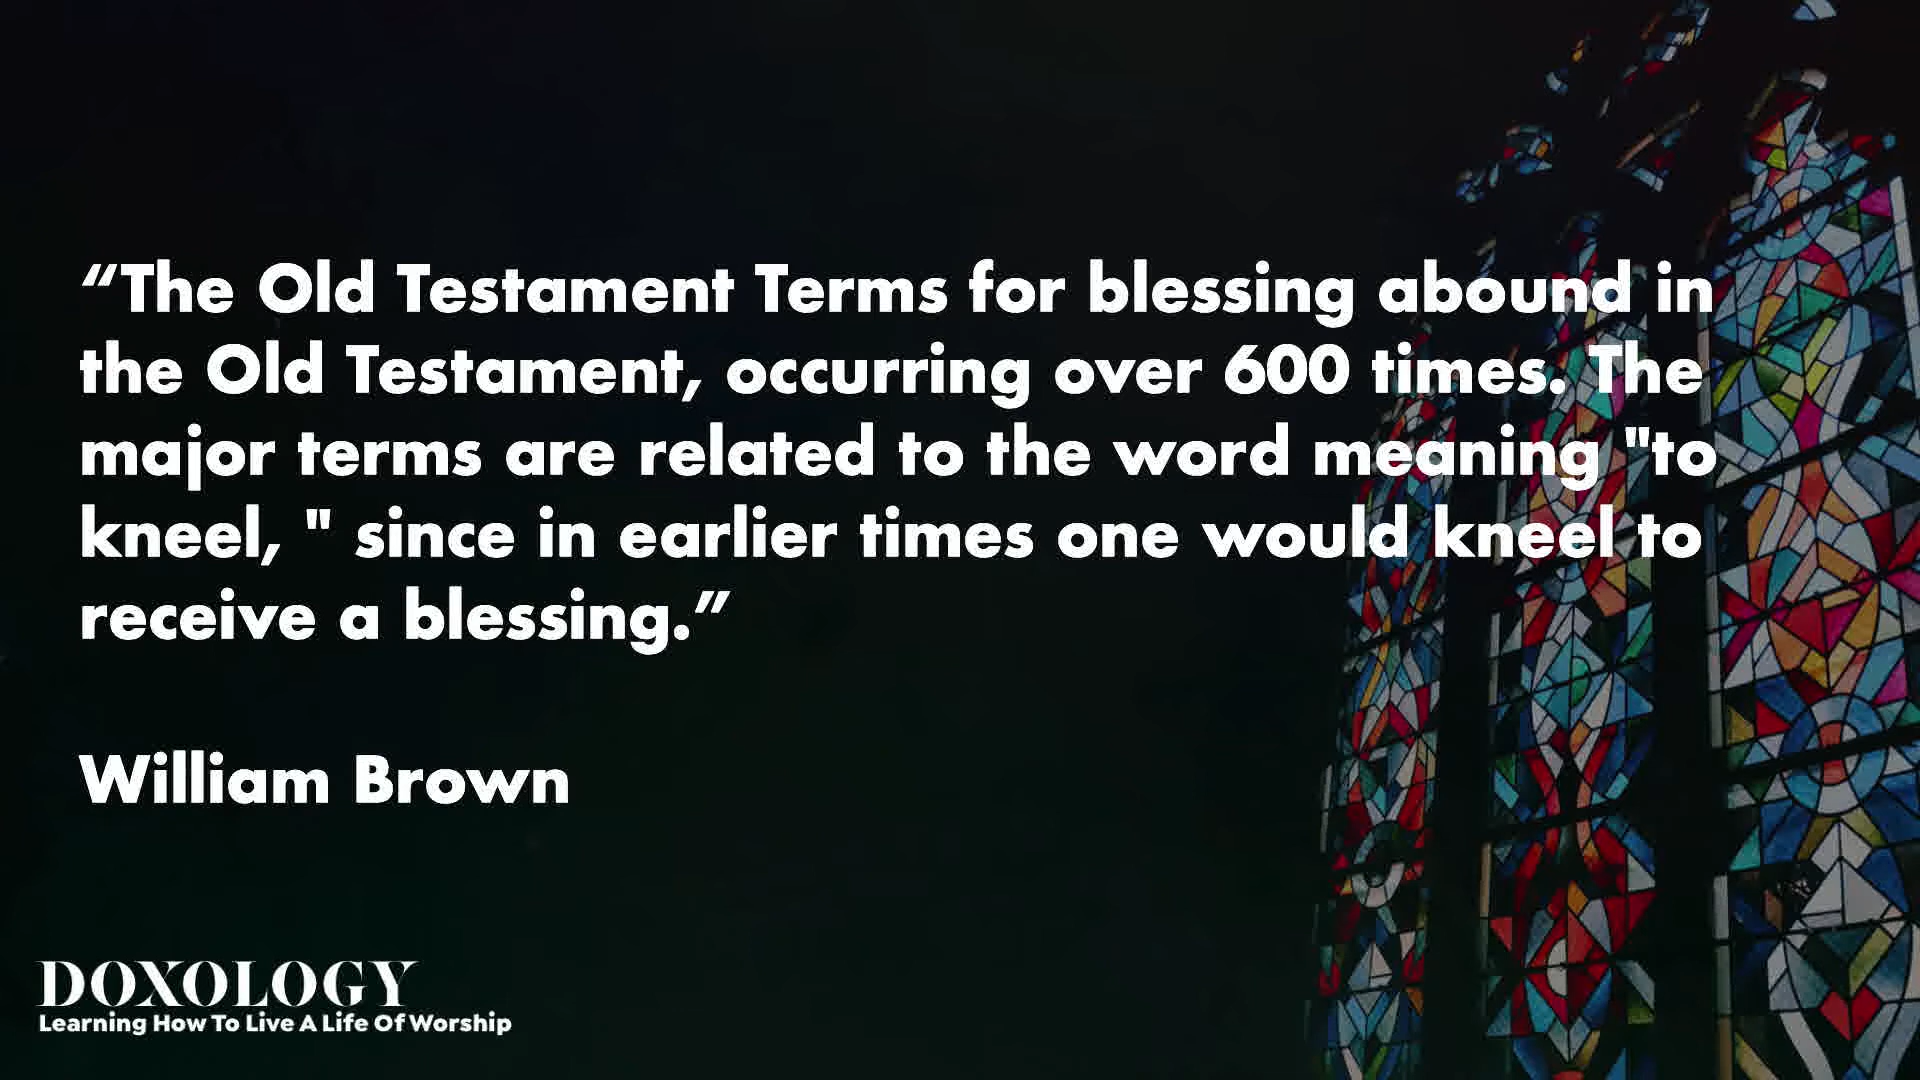 “The Old Testament Terms for blessing abound in
the Old Testament, occurring over 600 times. The
major terms are related to the word meaning "to
kneel, " since in earlier times one would kneel to
receive a blessing.”
William Brown
DOXOLOGY
Learning How To Live A Life Of Worship